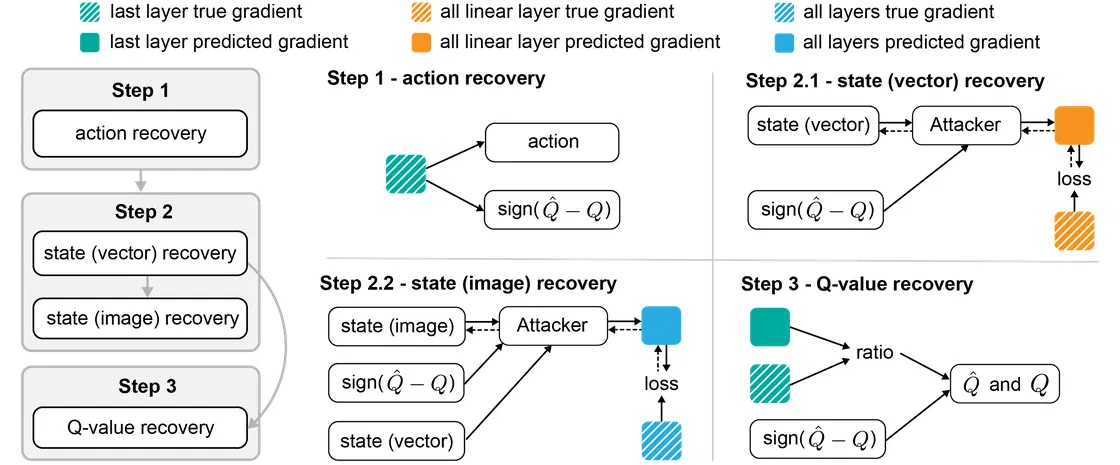 last layer true gradient
all linear layer true gradient
all layers true gradient
last layer predicted gradient
all linear layer predicted gradient
all layers predicted gradient
Step 1
action recovery
Step 2
state (vector) recovery
state (image) recovery
Step 3
Q-value recovery
Step 1 - action recovery
action
sign(Q̂ − Q)
Step 2.1 - state (vector) recovery
state (vector)
Attacker
loss
sign(Q̂ − Q)
Step 2.2 - state (image) recovery
state (image)
Attacker
sign(Q̂ − Q)
loss
state (vector)
Step 3 - Q-value recovery
ratio
Q̂ and Q
sign(Q̂ − Q)